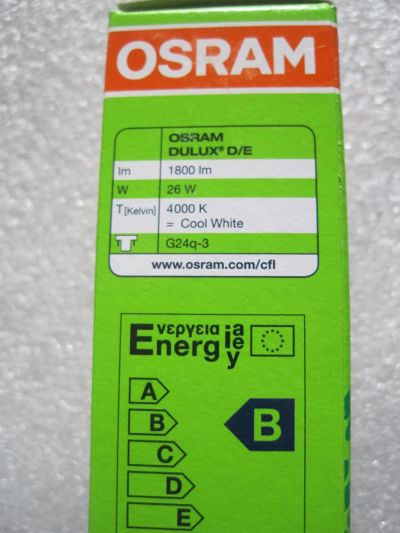 OSRAM
OSRAM
DULUX® D/E
lm 1800 lm
W 26 W
T[Kelvin] 4000 K
= Cool White
G24q-3
www.osram.com/cfl
Ενεργεια
Energ ia
ie
iy
A
B
B
C
D
E